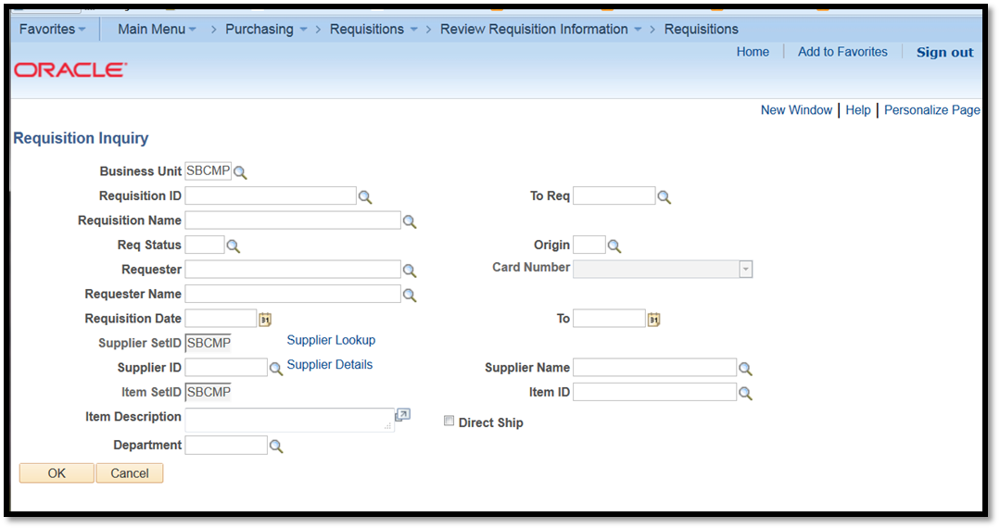 Favorites Main Menu > Purchasing > Requisitions > Review Requisition Information > Requisitions
Home Add to Favorites Sign out
ORACLE
New Window Help Personalize Page
Requisition Inquiry
Business Unit SBCMP
Requisition ID To Req
Requisition Name
Req Status Origin
Requester Card Number
Requester Name
Requisition Date 31 To 31
Supplier SetID SBCMP Supplier Lookup
Supplier ID Supplier Details Supplier Name
Item SetID SBCMP Item ID
Item Description Direct Ship
Department
OK Cancel